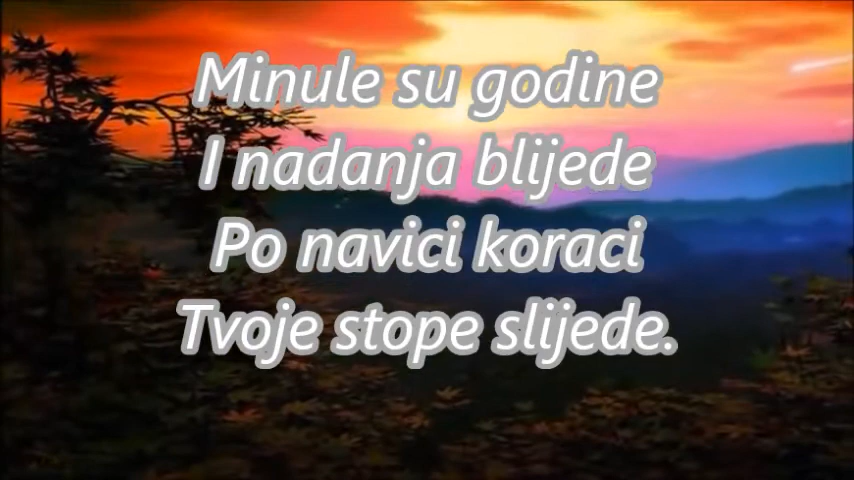 Minule su godine
I nadanja blijede
Po navici koraci
Tvoje stope slijede.